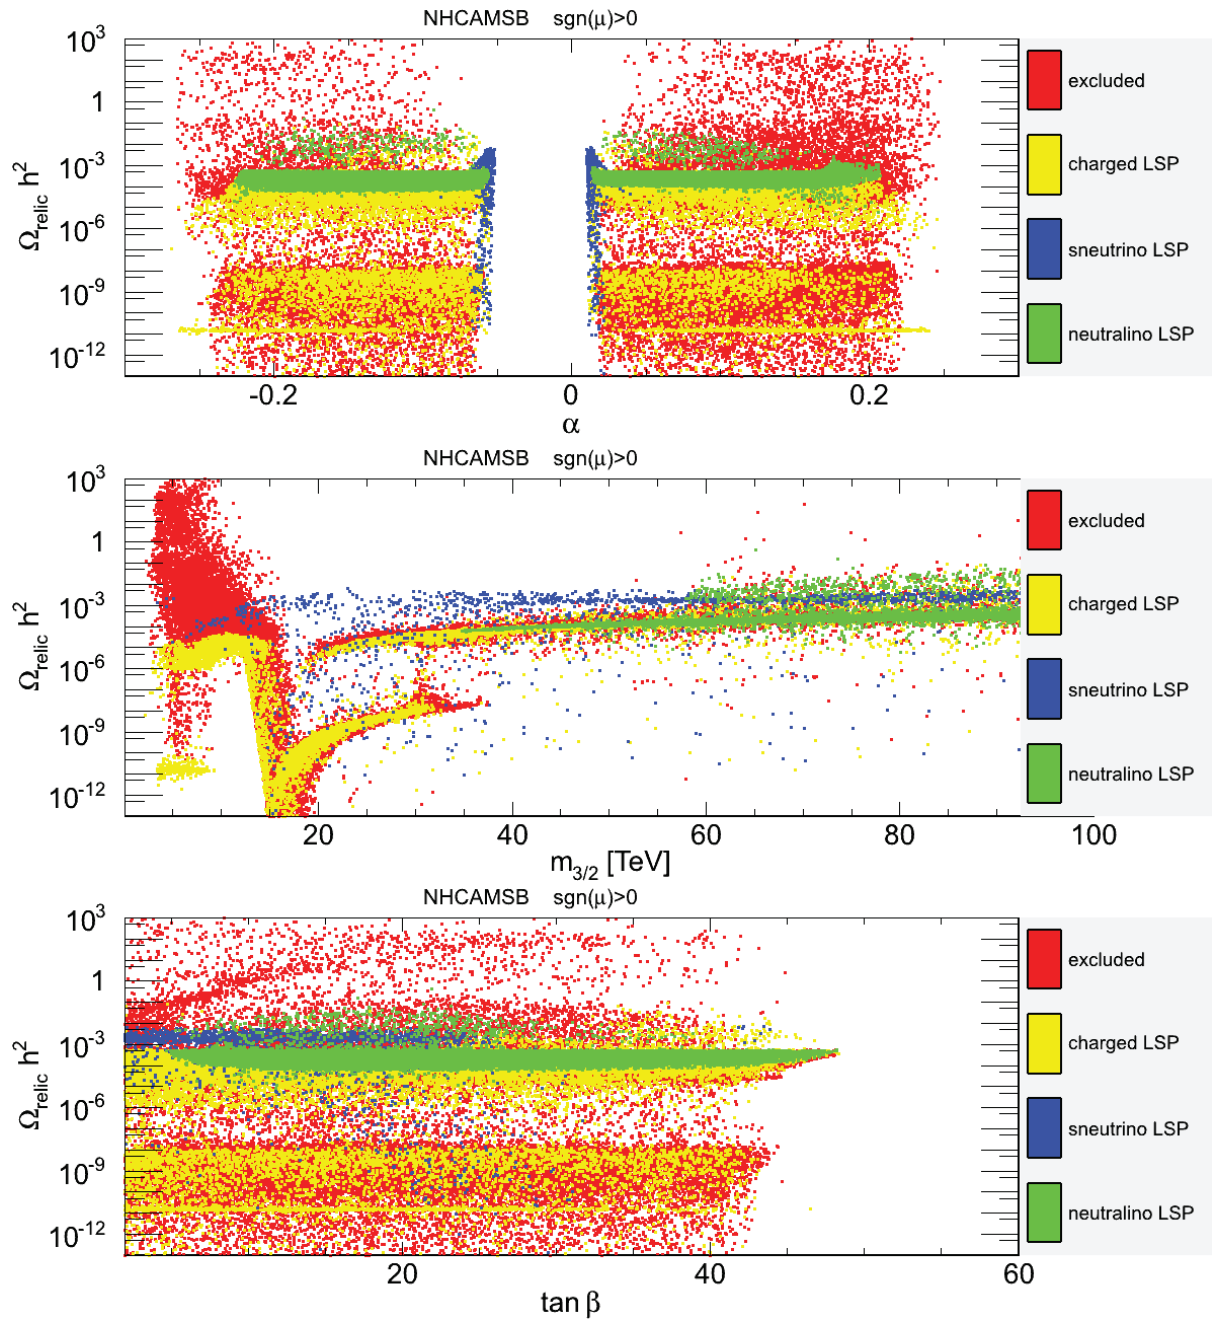 NHCAMSB sgn(μ)>0
10³
1
10⁻³
10⁻⁶
10⁻⁹
10⁻¹²
Ω_relic h²
-0.2 0 0.2
α
excluded
charged LSP
sneutrino LSP
neutralino LSP
NHCAMSB sgn(μ)>0
10³
1
10⁻³
10⁻⁶
10⁻⁹
10⁻¹²
Ω_relic h²
20 40 60 80 100
m_3/2 [TeV]
excluded
charged LSP
sneutrino LSP
neutralino LSP
NHCAMSB sgn(μ)>0
10³
1
10⁻³
10⁻⁶
10⁻⁹
10⁻¹²
Ω_relic h²
20 40 60
tan β
excluded
charged LSP
sneutrino LSP
neutralino LSP